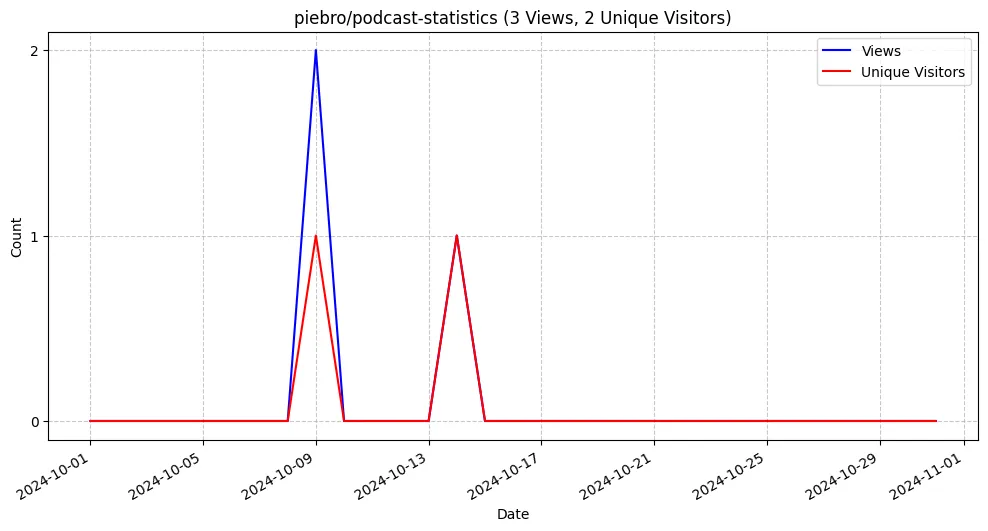 piebro/podcast-statistics (3 Views, 2 Unique Visitors)
Views
Unique Visitors
2
1
0
Count
2024-10-01
2024-10-05
2024-10-09
2024-10-13
2024-10-17
2024-10-21
2024-10-25
2024-10-29
2024-11-01
Date